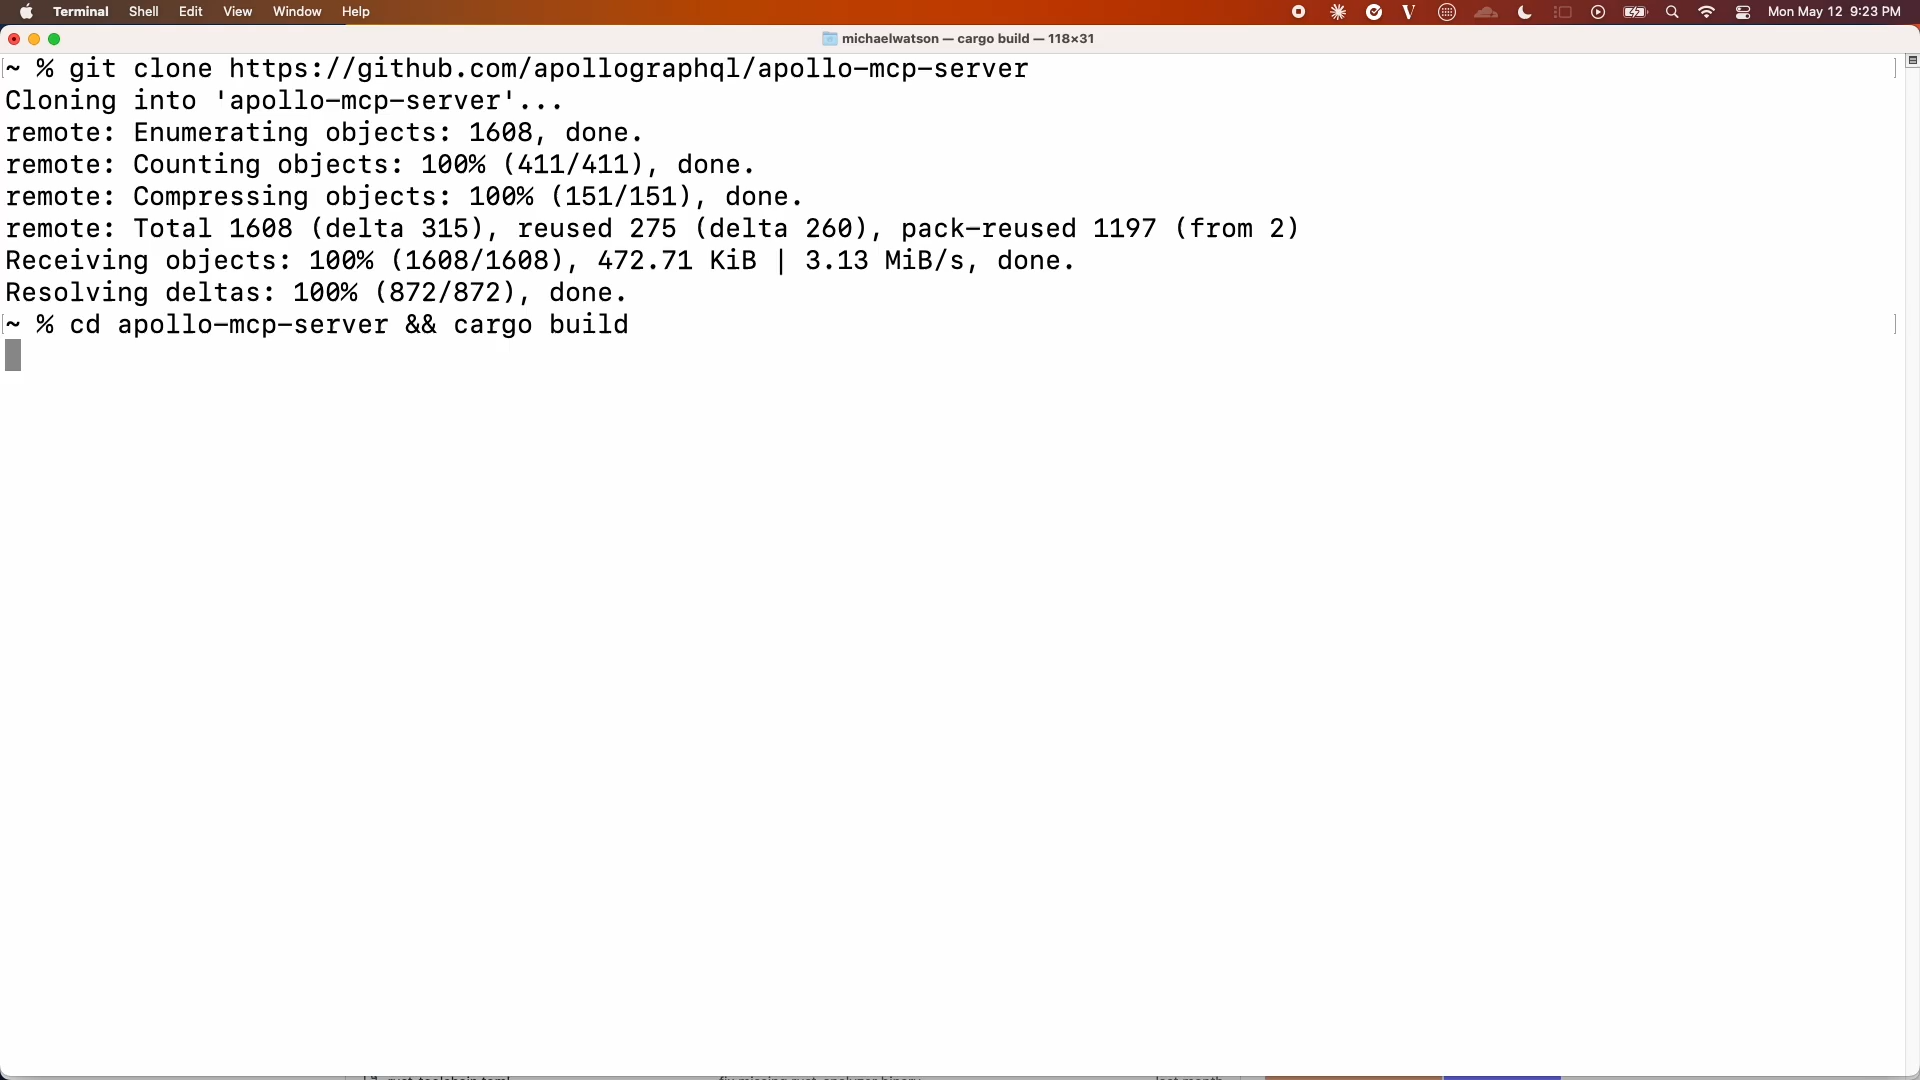 Terminal Shell Edit View Window Help Mon May 12 9:23 PM
michaelwatson — cargo build — 118×31
~ % git clone https://github.com/apollographql/apollo-mcp-server
Cloning into 'apollo-mcp-server'...
remote: Enumerating objects: 1608, done.
remote: Counting objects: 100% (411/411), done.
remote: Compressing objects: 100% (151/151), done.
remote: Total 1608 (delta 315), reused 275 (delta 260), pack-reused 1197 (from 2)
Receiving objects: 100% (1608/1608), 472.71 KiB | 3.13 MiB/s, done.
Resolving deltas: 100% (872/872), done.
~ % cd apollo-mcp-server && cargo build